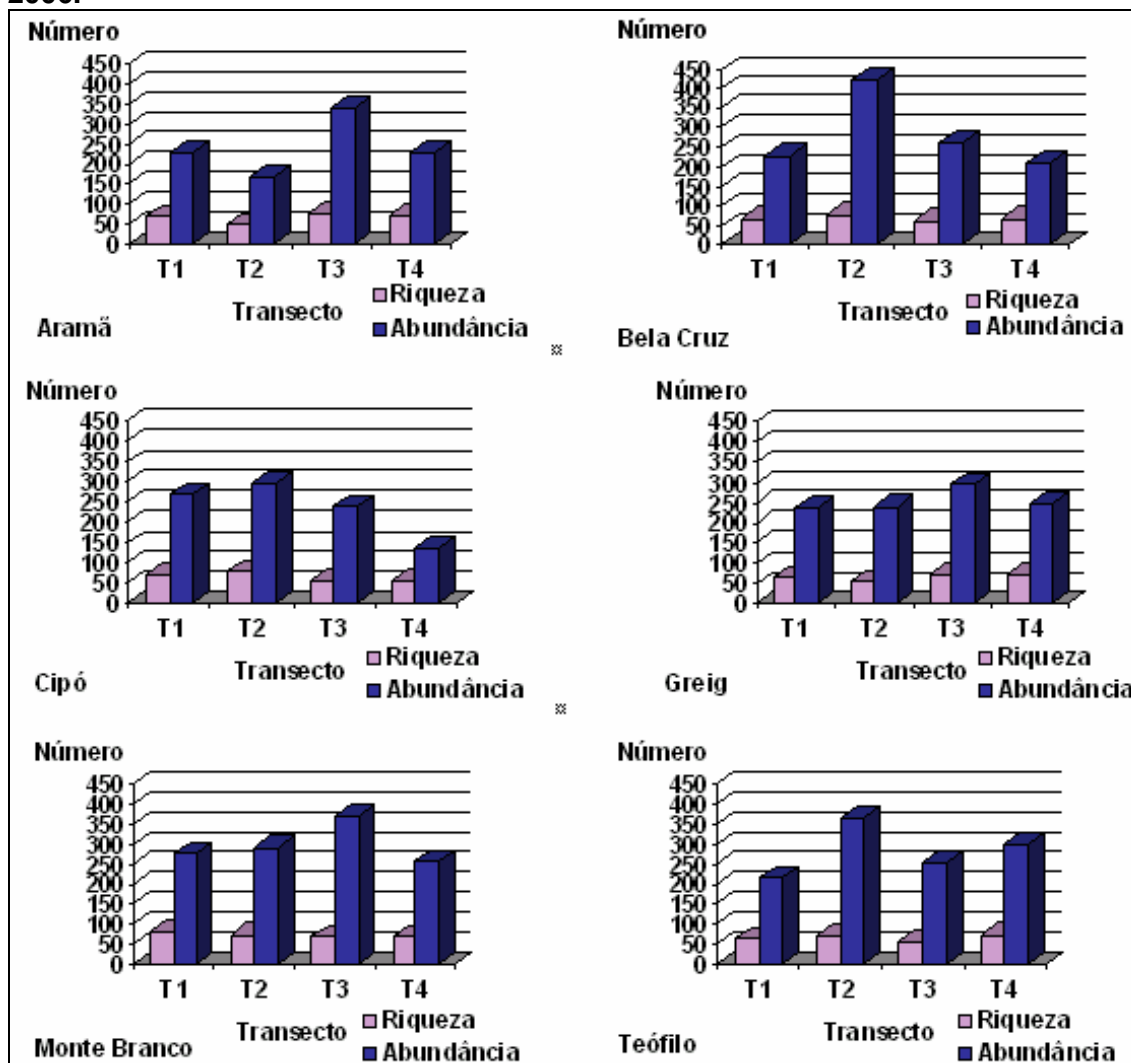 2006.
Número
450
400
350
300
250
200
150
100
50
0
T1 T2 T3 T4
Transecto
Riqueza
Abundância
Aramã
Número
450
400
350
300
250
200
150
100
50
0
T1 T2 T3 T4
Transecto
Riqueza
Abundância
Bela Cruz
Número
450
400
350
300
250
200
150
100
50
0
T1 T2 T3 T4
Transecto
Riqueza
Abundância
Cipó
Número
450
400
350
300
250
200
150
100
50
0
T1 T2 T3 T4
Transecto
Riqueza
Abundância
Greig
Número
450
400
350
300
250
200
150
100
50
0
T1 T2 T3 T4
Transecto
Riqueza
Abundância
Monte Branco
Número
450
400
350
300
250
200
150
100
50
0
T1 T2 T3 T4
Transecto
Riqueza
Abundância
Teófilo